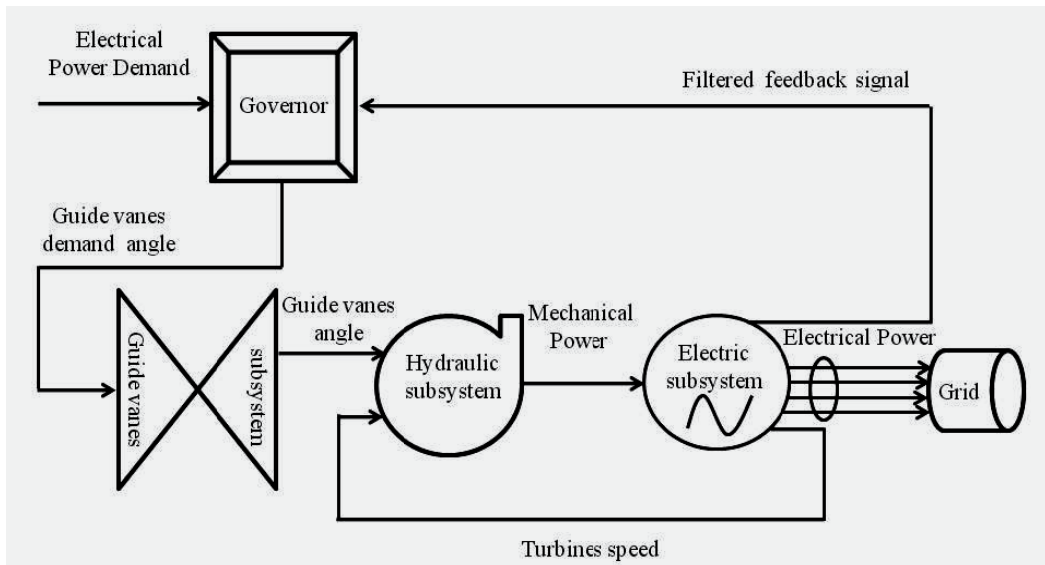 Electrical
Power Demand
Governor
Filtered feedback signal
Guide vanes
demand angle
Guide vanes
subsystem
Guide vanes
angle
Hydraulic
subsystem
Mechanical
Power
Electric
subsystem
Electrical Power
Grid
Turbines speed